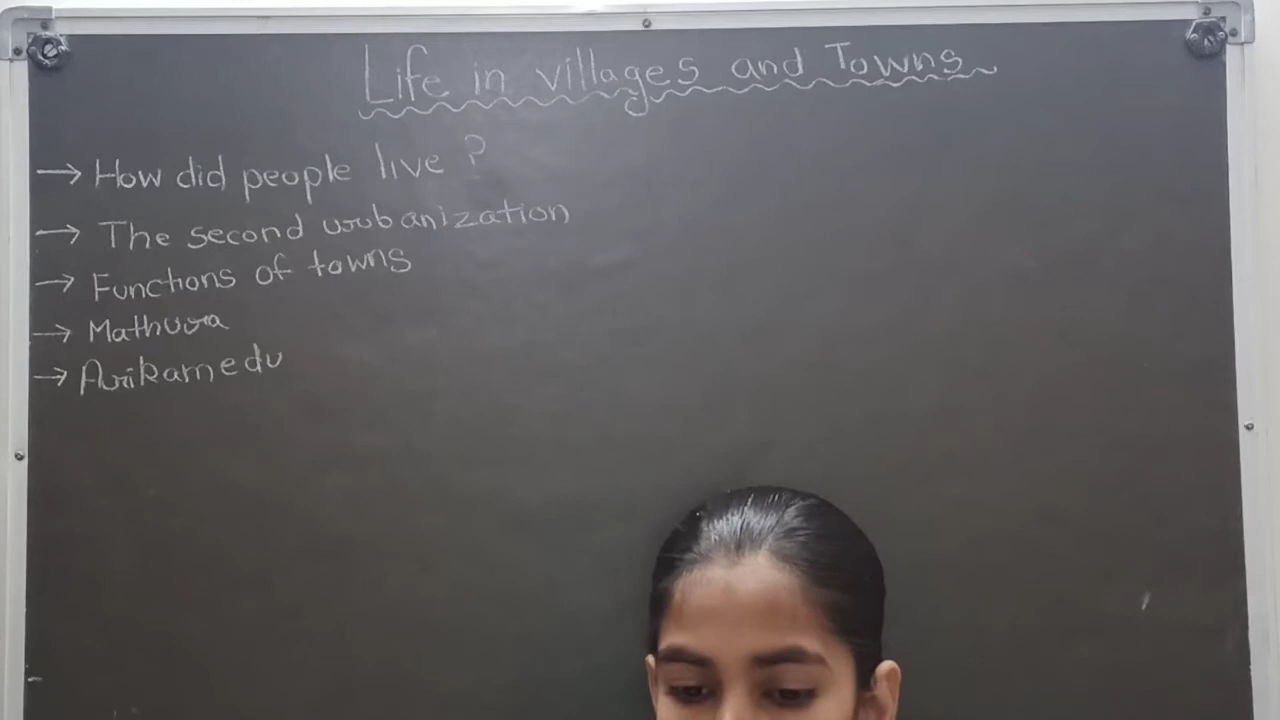 Life in villages and Towns
→ How did people live ?
→ The second urbanization
→ Functions of towns
→ Mathura
→ Arikamedu